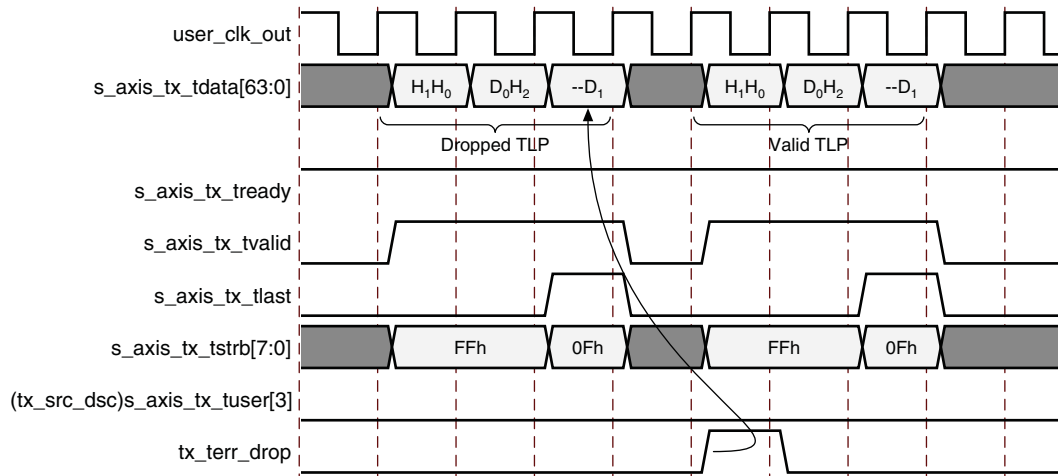 user_clk_out
s_axis_tx_tdata[63:0] H₁H₀ D₀H₂ --D₁ H₁H₀ D₀H₂ --D₁
Dropped TLP Valid TLP
s_axis_tx_tready
s_axis_tx_tvalid
s_axis_tx_tlast
s_axis_tx_tstrb[7:0] FFh 0Fh FFh 0Fh
(tx_src_dsc)s_axis_tx_tuser[3]
tx_terr_drop